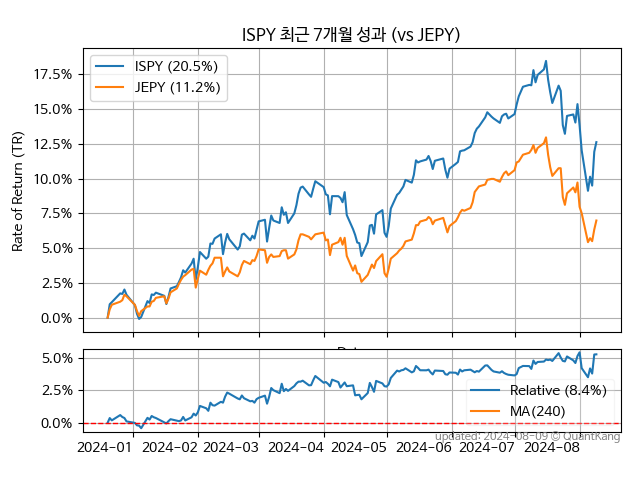 ISPY 최근 7개월 성과 (vs JEPY)
ISPY (20.5%)
JEPY (11.2%)
Rate of Return (TR)
17.5%
15.0%
12.5%
10.0%
7.5%
5.0%
2.5%
0.0%
5.0%
2.5%
0.0%
Relative (8.4%)
MA(240)
2024-01 2024-02 2024-03 2024-04 2024-05 2024-06 2024-07 2024-08
updated: 2024-08-09 © QuantKang